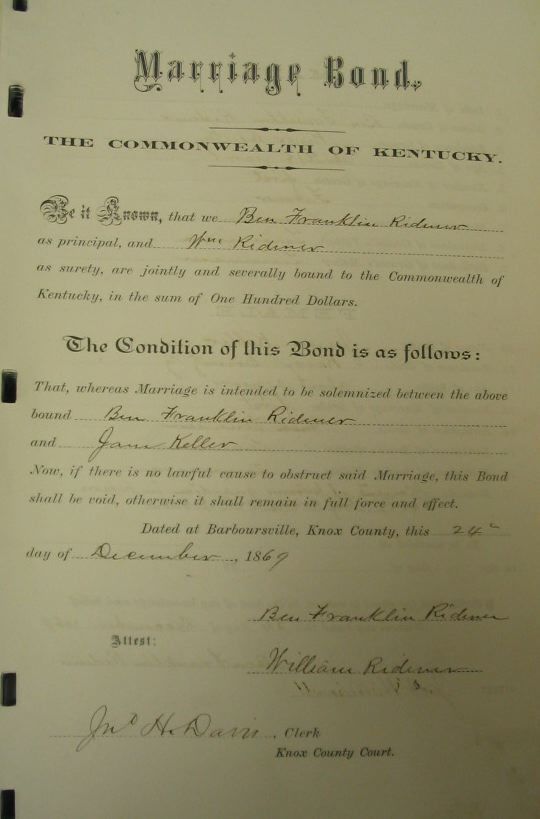 Marriage Bond,
THE COMMONWEALTH OF KENTUCKY.
Be it Known, that we Ben Franklin Ridener
as principal, and Wm Ridener
as surety, are jointly and severally bound to the Commonwealth of
Kentucky, in the sum of One Hundred Dollars.
The Condition of this Bond is as follows:
That, whereas Marriage is intended to be solemnized between the above
bound Ben Franklin Ridener
and Jane Keller
Now, if there is no lawful cause to obstruct said Marriage, this Bond
shall be void, otherwise it shall remain in full force and effect.
Dated at Barboursville, Knox County, this 24
day of December, 1869
Ben Franklin Ridener
Attest:
William Ridener
Jno H. Davis, Clerk
Knox County Court.